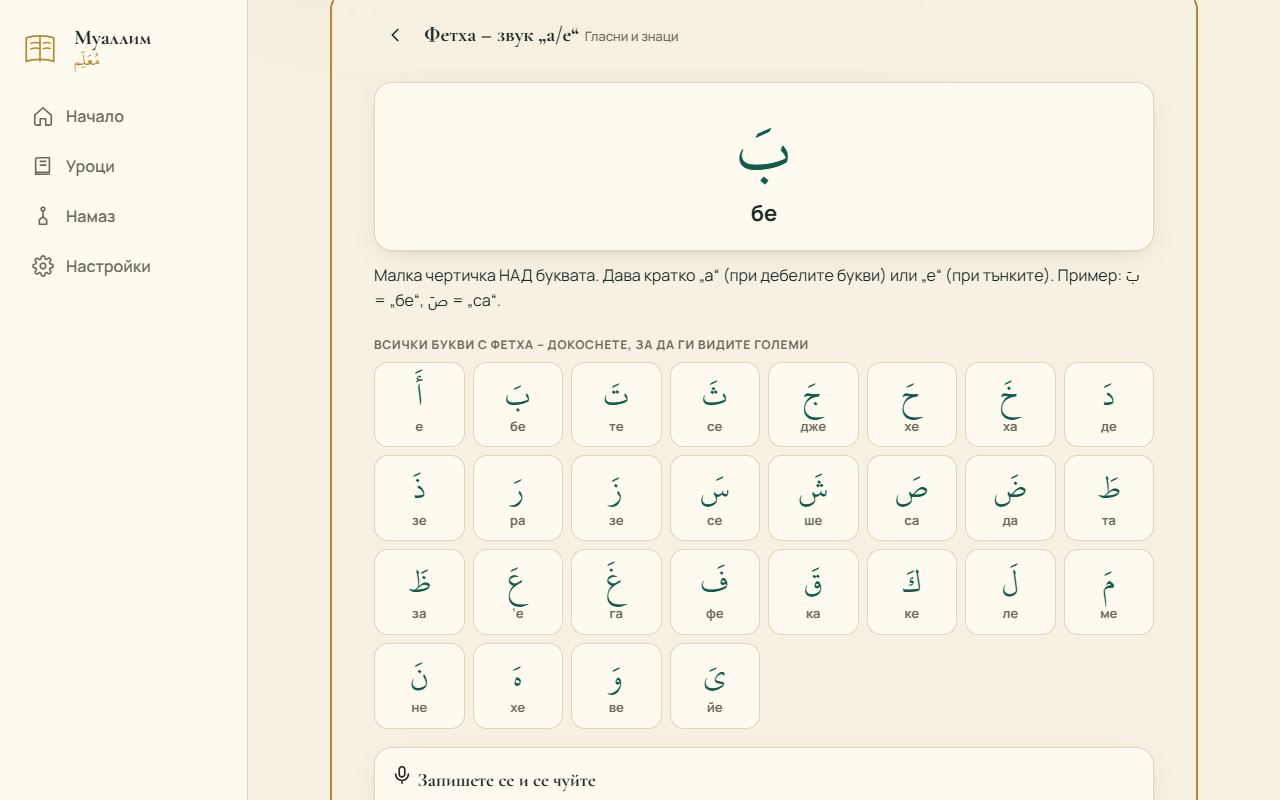 Муаллим
مُعَلِّم
Начало
Уроци
Намаз
Настройки
Фетха – звук „а/е“ Гласни и знаци
بَ
бе
Малка чертичка НАД буквата. Дава кратко „а“ (при дебелите букви) или „е“ (при тънките). Пример: بَ
= „бе“, صَ = „са“.
ВСИЧКИ БУКВИ С ФЕТХА – ДОКОСНЕТЕ, ЗА ДА ГИ ВИДИТЕ ГОЛЕМИ
أَ بَ تَ ثَ جَ حَ خَ دَ
е бе те се дже хе ха де
ذَ رَ زَ سَ شَ صَ ضَ طَ
зе ра зе се ше са да та
ظَ عَ غَ فَ قَ كَ لَ مَ
за ʼе га фе ка ке ле ме
نَ هَ وَ ىَ
не хе ве йе
Запишете се и се чуйте